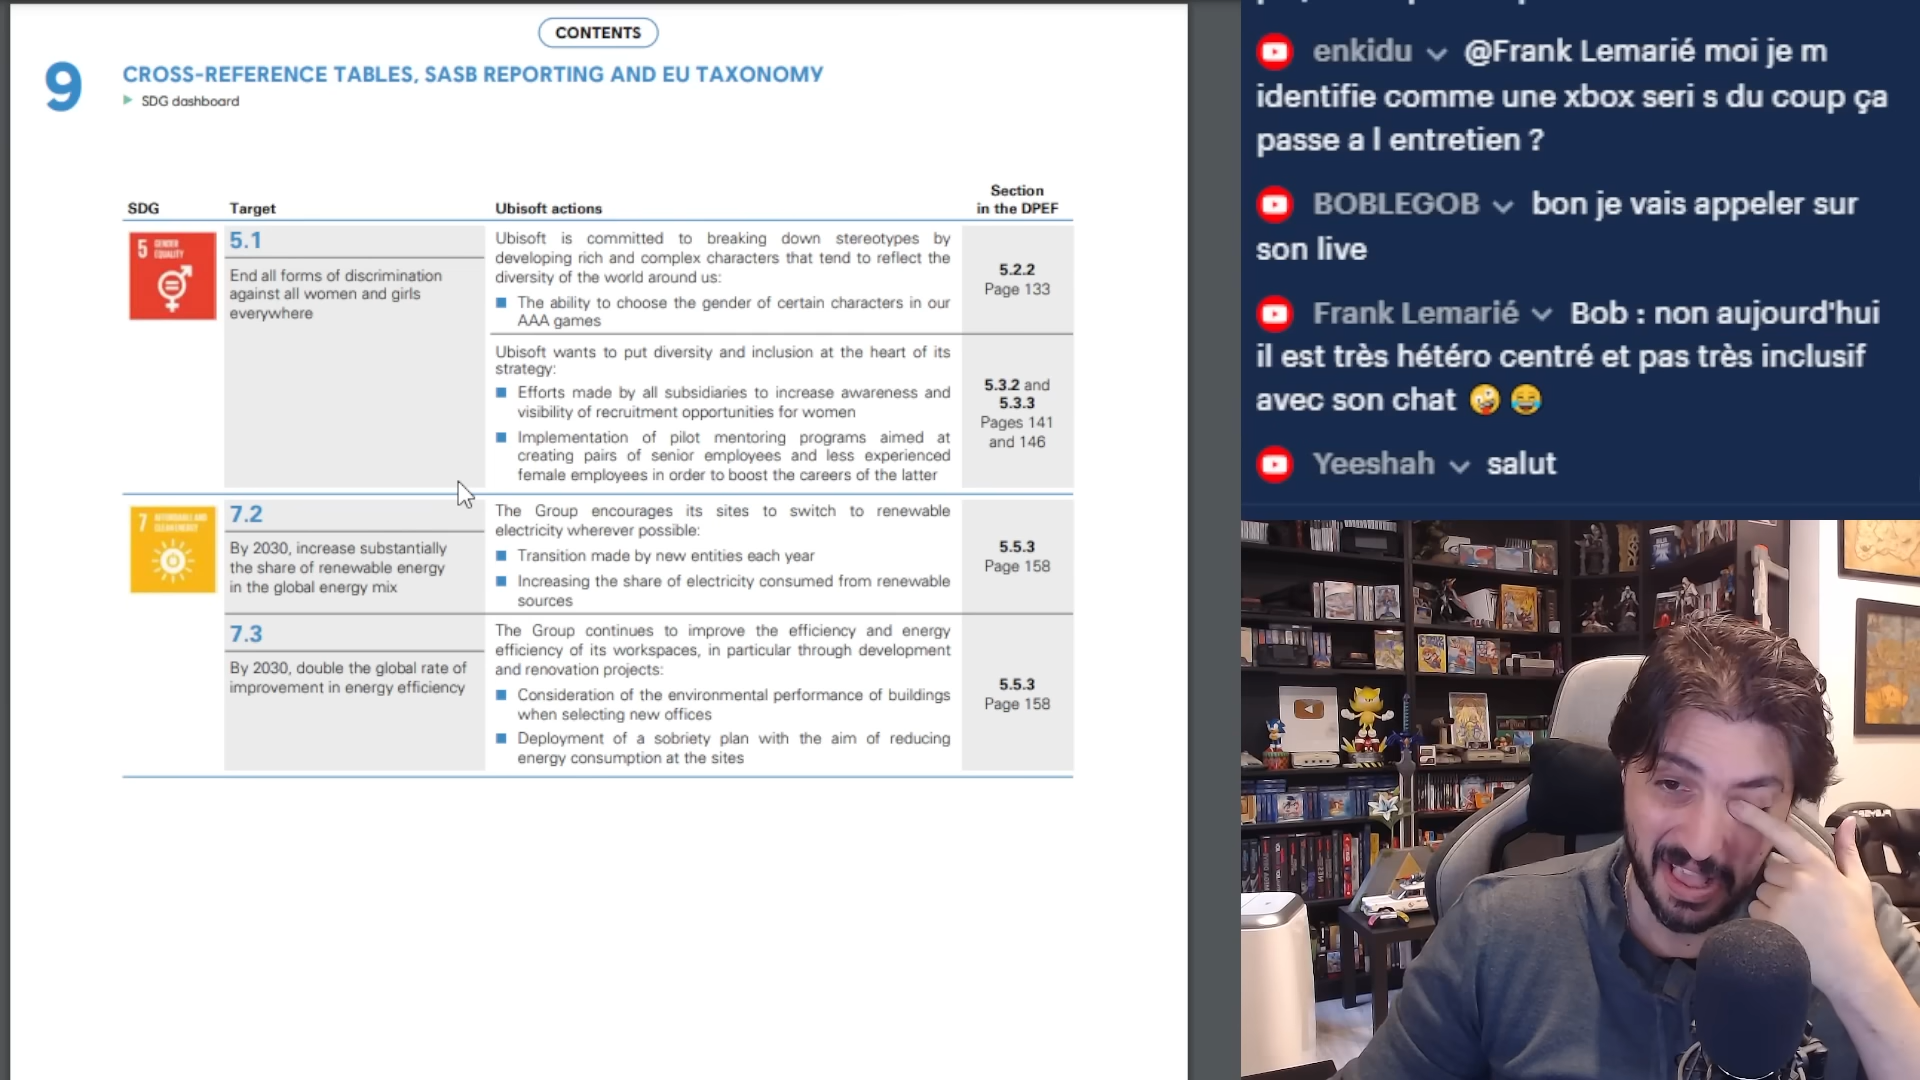 CONTENTS
9
CROSS-REFERENCE TABLES, SASB REPORTING AND EU TAXONOMY
SDG dashboard
SDG
Target
Ubisoft actions
Section
in the DPEF
5 GENDER
EQUALITY
5.1
End all forms of discrimination
against all women and girls
everywhere
Ubisoft is committed to breaking down stereotypes by
developing rich and complex characters that tend to reflect the
diversity of the world around us:
The ability to choose the gender of certain characters in our
AAA games
5.2.2
Page 133
Ubisoft wants to put diversity and inclusion at the heart of its
strategy:
Efforts made by all subsidiaries to increase awareness and
visibility of recruitment opportunities for women
Implementation of pilot mentoring programs aimed at
creating pairs of senior employees and less experienced
female employees in order to boost the careers of the latter
5.3.2 and
5.3.3
Pages 141
and 146
7 AFFORDABLE AND
CLEAN ENERGY
7.2
By 2030, increase substantially
the share of renewable energy
in the global energy mix
The Group encourages its sites to switch to renewable
electricity wherever possible:
Transition made by new entities each year
Increasing the share of electricity consumed from renewable
sources
5.5.3
Page 158
7.3
By 2030, double the global rate of
improvement in energy efficiency
The Group continues to improve the efficiency and energy
efficiency of its workspaces, in particular through development
and renovation projects:
Consideration of the environmental performance of buildings
when selecting new offices
Deployment of a sobriety plan with the aim of reducing
energy consumption at the sites
5.5.3
Page 158
enkidu @Frank Lemarié moi je m
identifie comme une xbox seri s du coup ça
passe a l entretien ?
BOBLEGOB bon je vais appeler sur
son live
Frank Lemarié Bob : non aujourd'hui
il est très hétéro centré et pas très inclusif
avec son chat 🤪 😂
Yeeshah salut